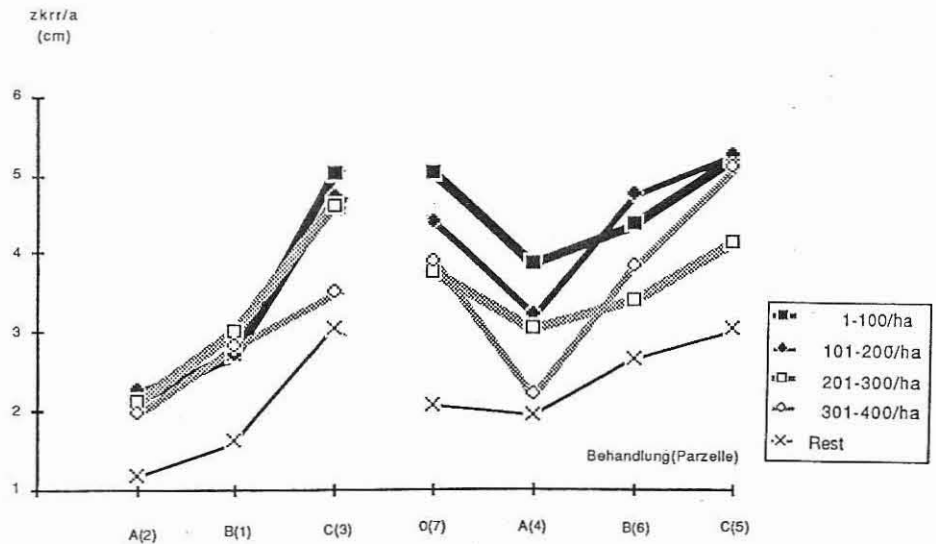 zkrr/a
(cm)
6
5
4
3
2
1
1-100/ha
101-200/ha
201-300/ha
301-400/ha
Rest
Behandlung(Parzelle)
A(2) B(1) C(3) 0(7) A(4) B(6) C(5)